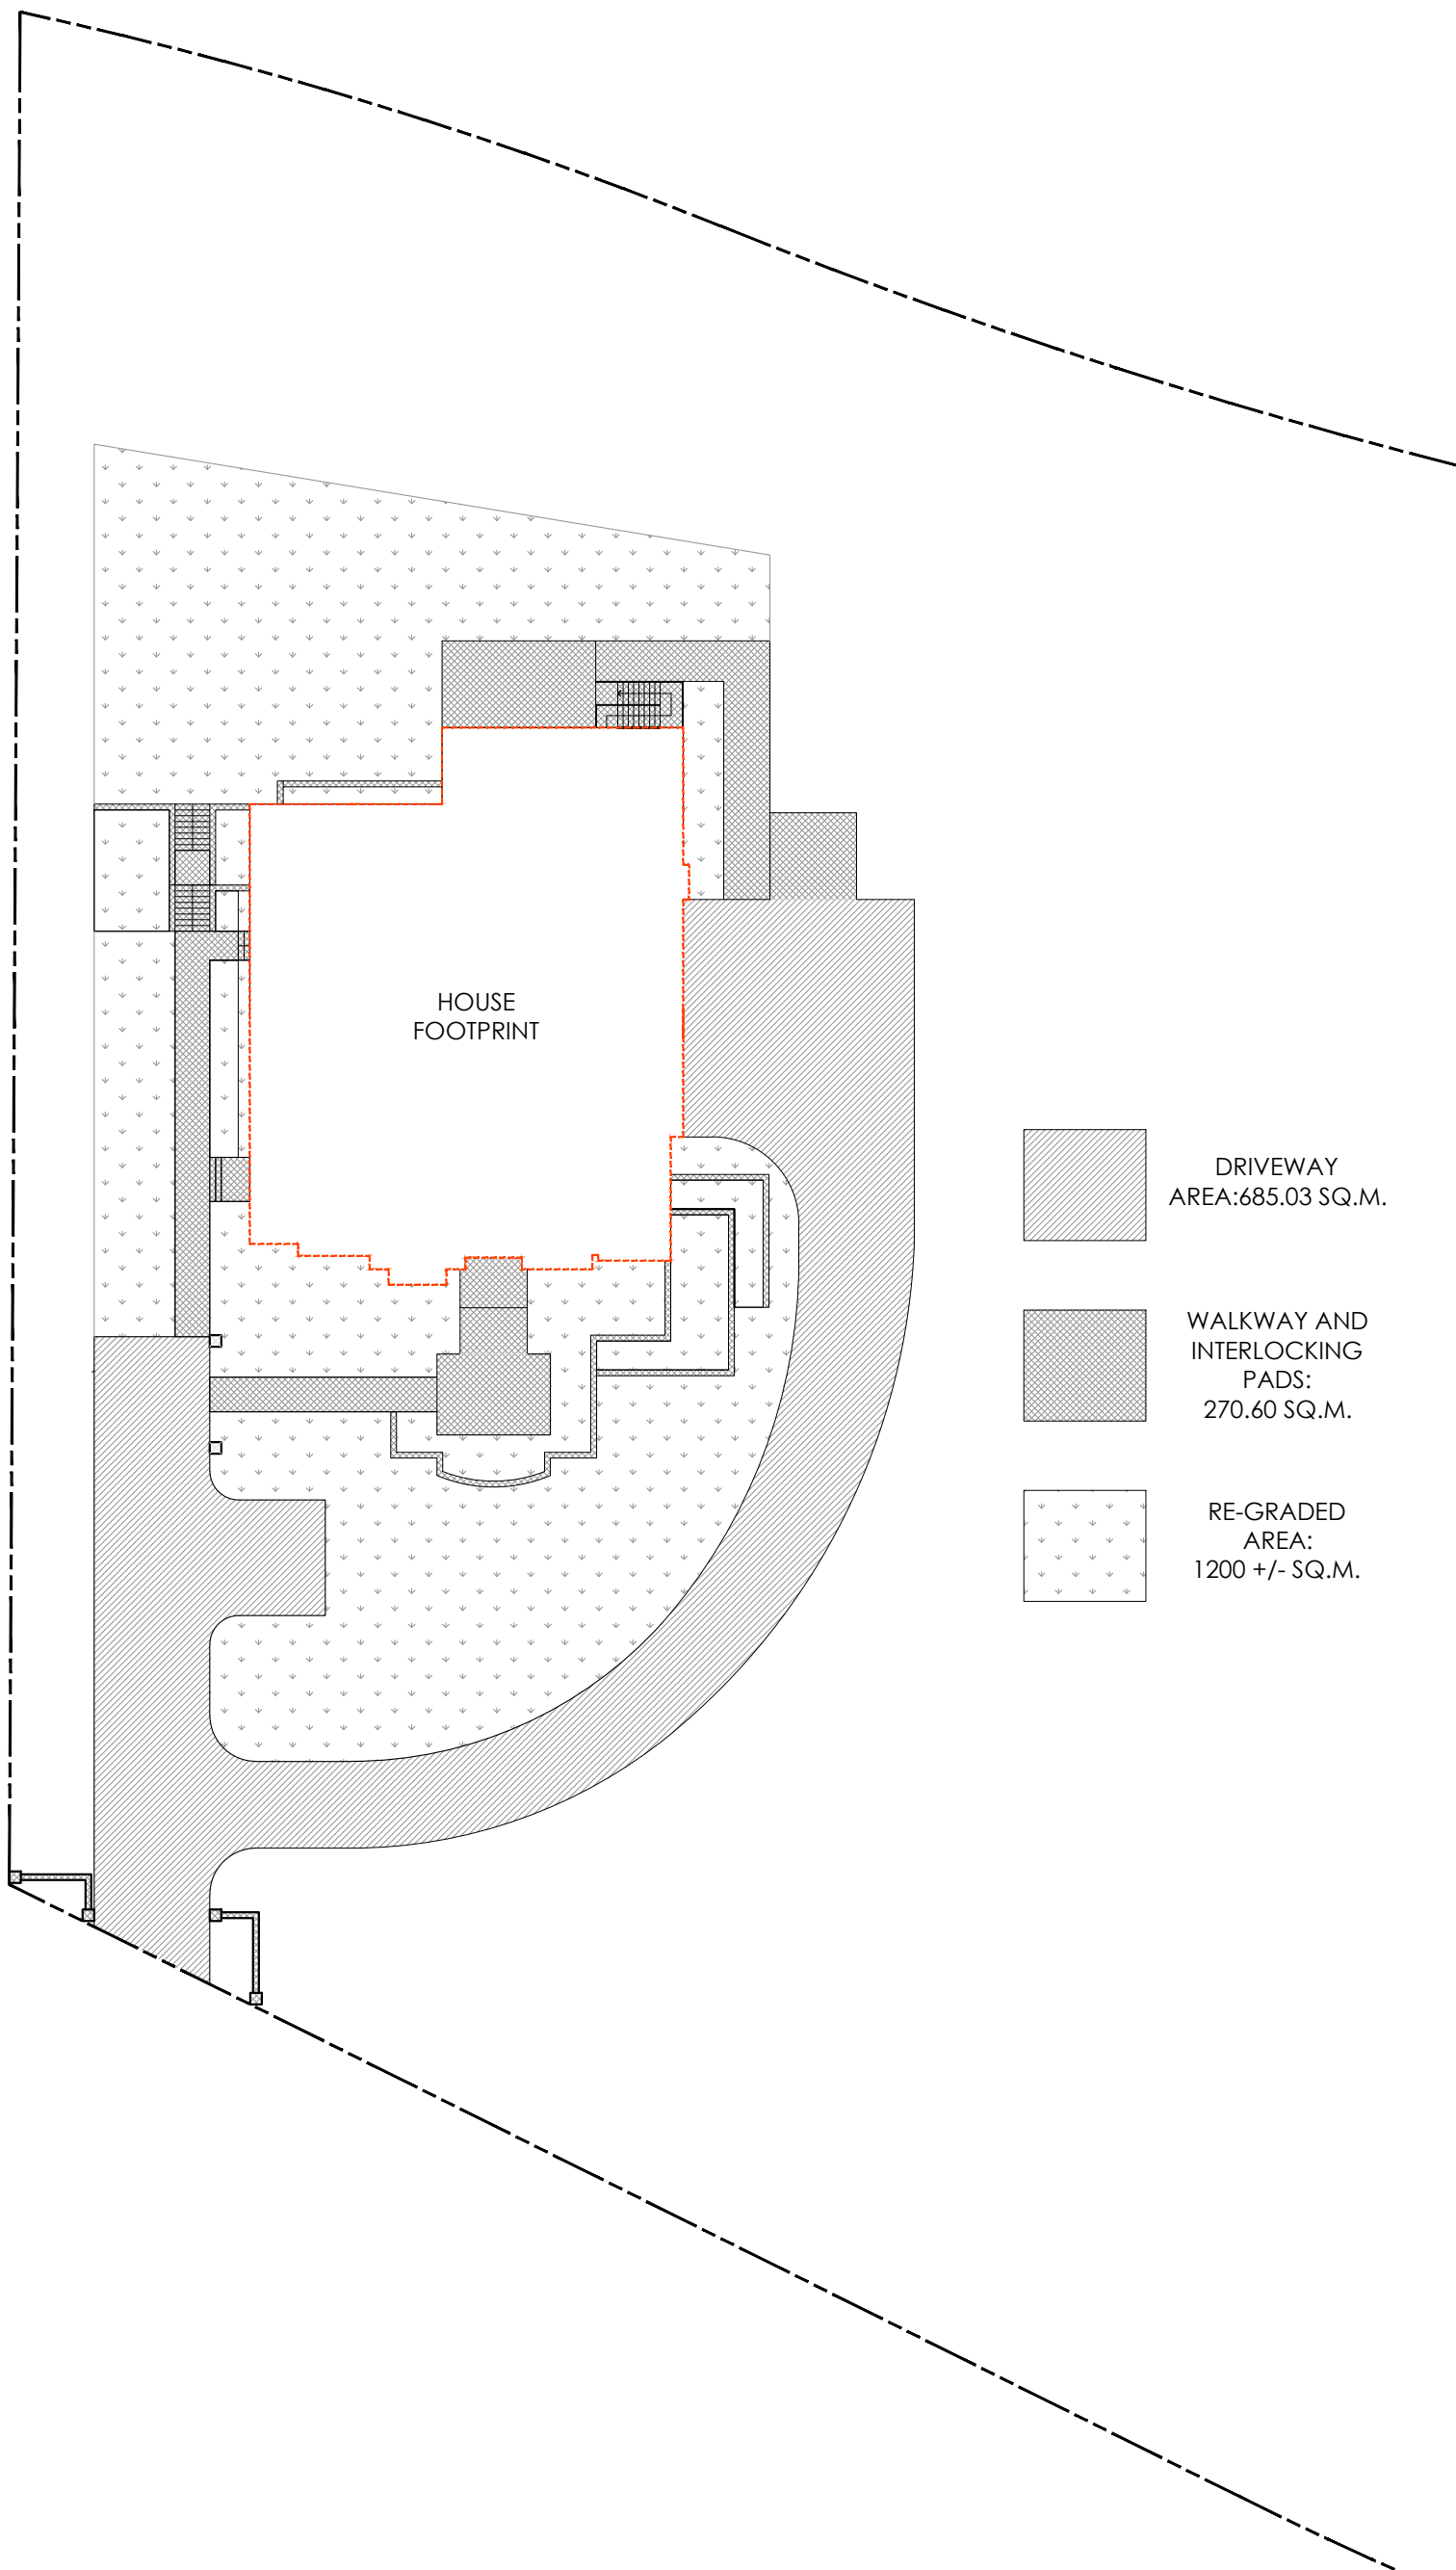 HOUSE
FOOTPRINT
DRIVEWAY
AREA:685.03 SQ.M.
WALKWAY AND
INTERLOCKING
PADS:
270.60 SQ.M.
RE-GRADED
AREA:
1200 +/- SQ.M.